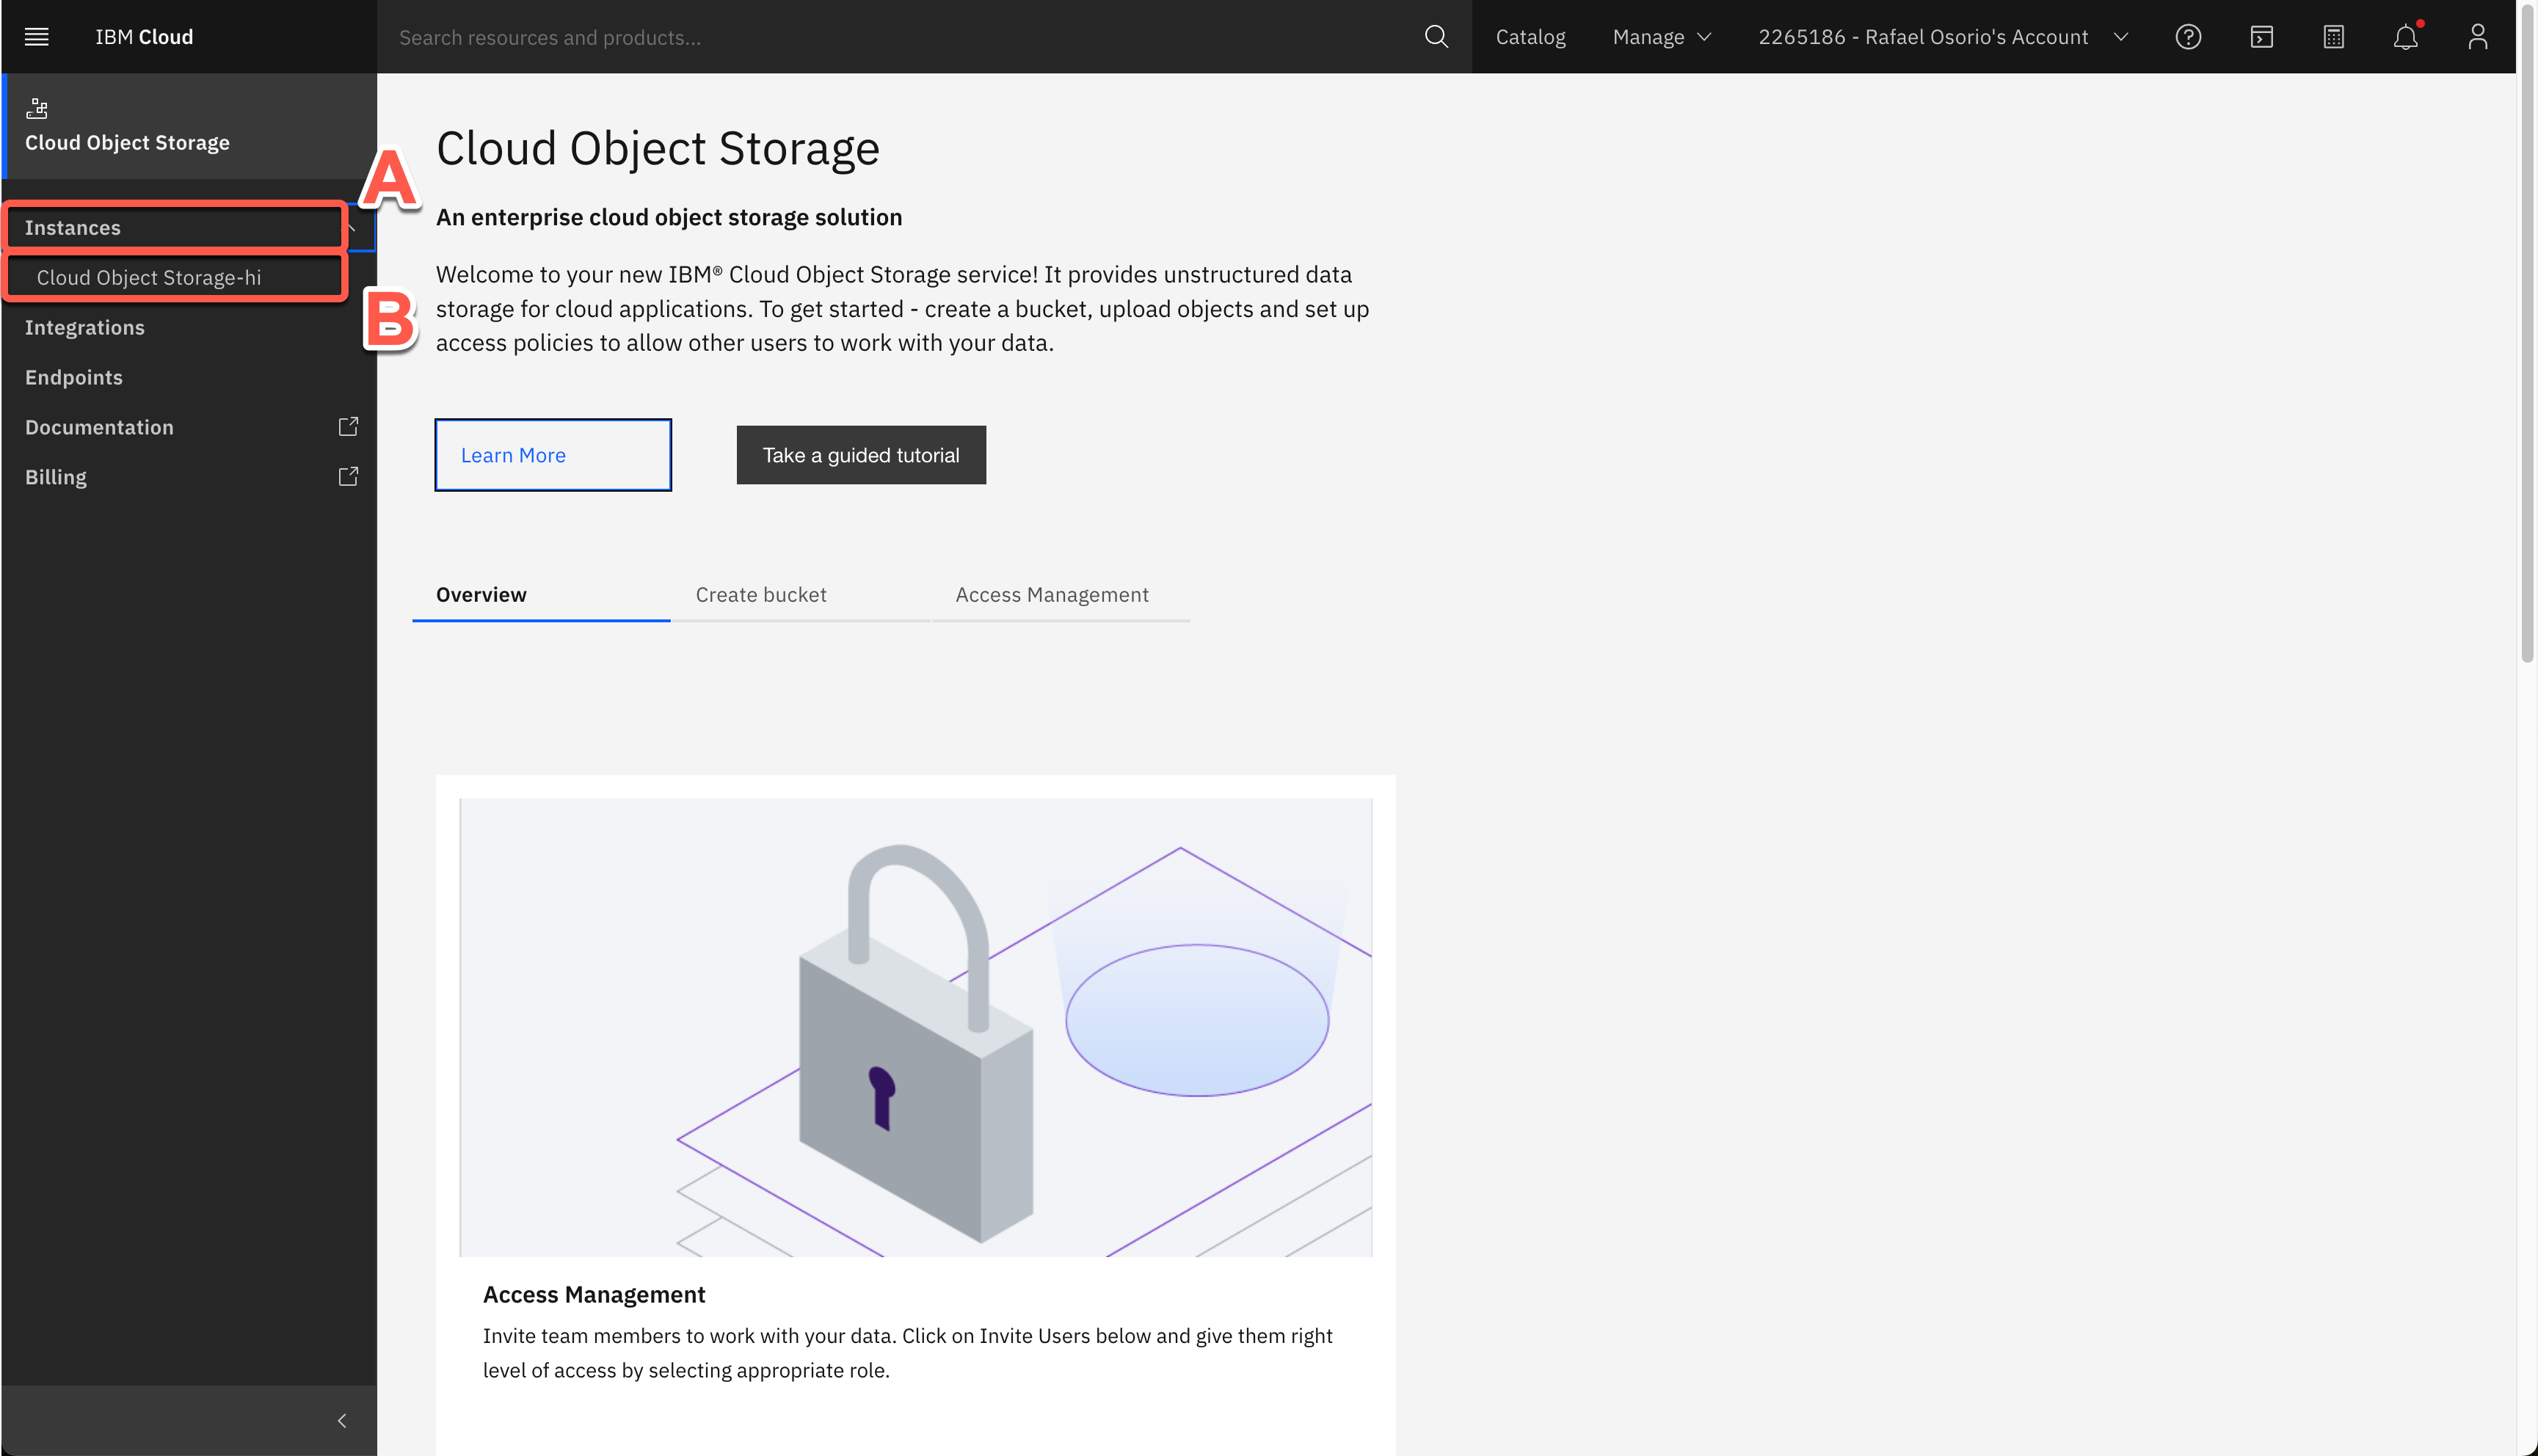 IBM Cloud
Search resources and products...
Catalog
Manage
2265186 - Rafael Osorio's Account
Cloud Object Storage
Instances
A
Cloud Object Storage-hi
B
Integrations
Endpoints
Documentation
Billing
Cloud Object Storage
An enterprise cloud object storage solution
Welcome to your new IBM® Cloud Object Storage service! It provides unstructured data
storage for cloud applications. To get started - create a bucket, upload objects and set up
access policies to allow other users to work with your data.
Learn More
Take a guided tutorial
Overview
Create bucket
Access Management
Access Management
Invite team members to work with your data. Click on Invite Users below and give them right
level of access by selecting appropriate role.